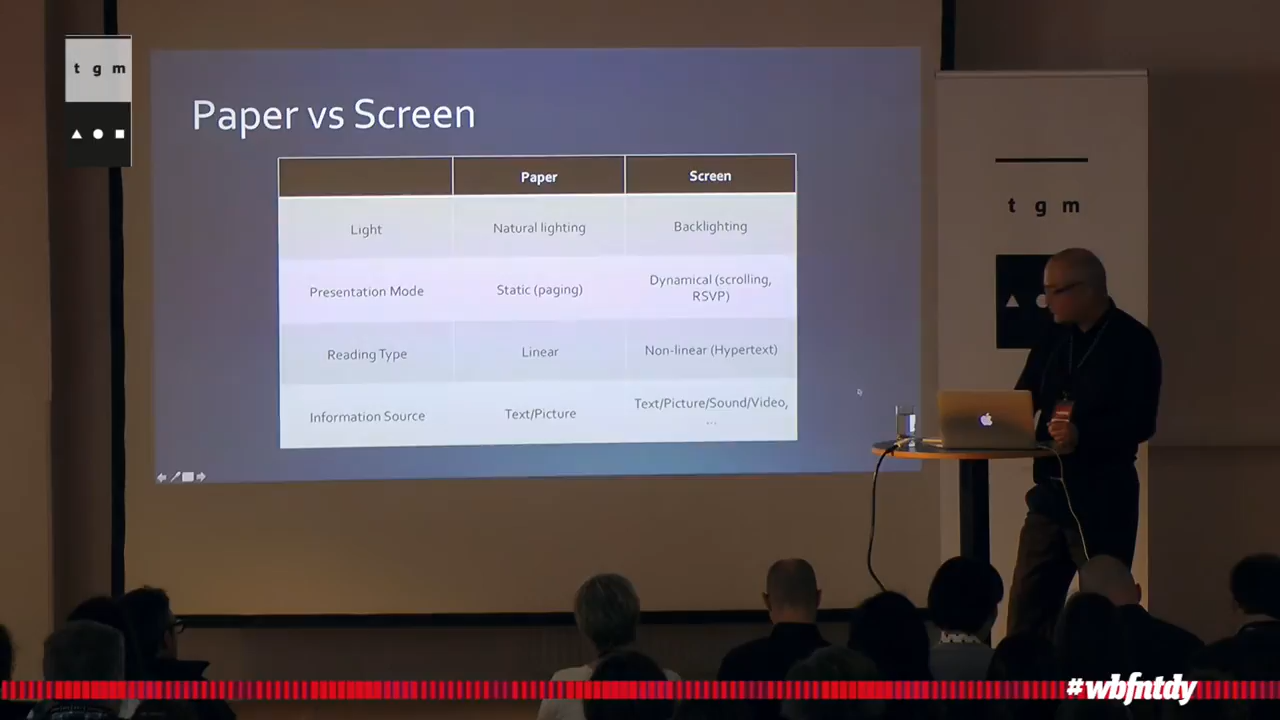 t g m
Paper vs Screen
Paper Screen
Light Natural lighting Backlighting
Presentation Mode Static (paging) Dynamical (scrolling,
RSVP)
Reading Type Linear Non-linear (Hypertext)
Information Source Text/Picture Text/Picture/Sound/Video,
...
t g m
#wbfntdy